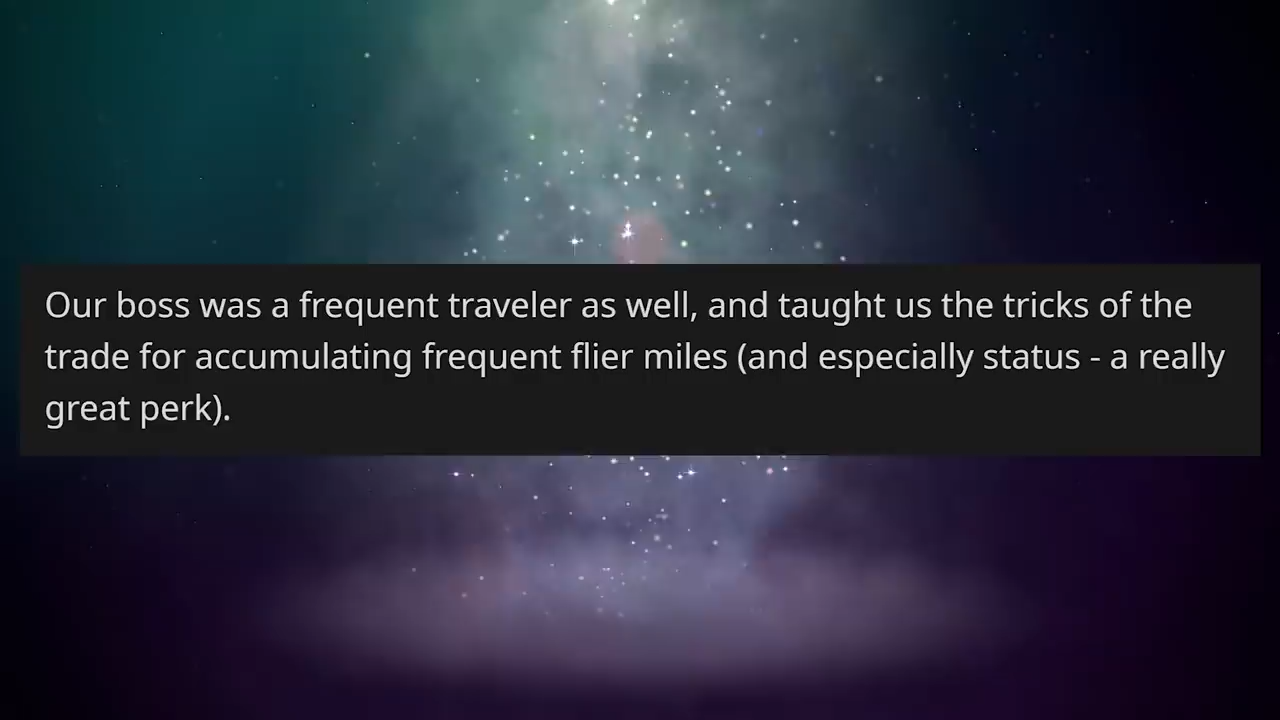 Our boss was a frequent traveler as well, and taught us the tricks of the
trade for accumulating frequent flier miles (and especially status - a really
great perk).